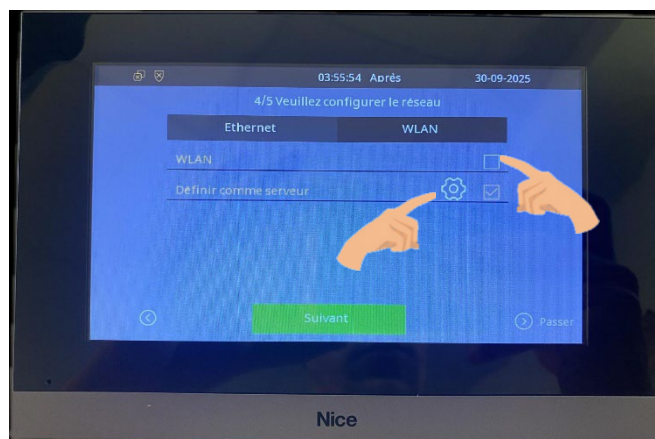 03:55:54 Après 30-09-2025
4/5 Veuillez configurer le réseau
Ethernet WLAN
WLAN
Définir comme serveur
Suivant
Passer
Nice